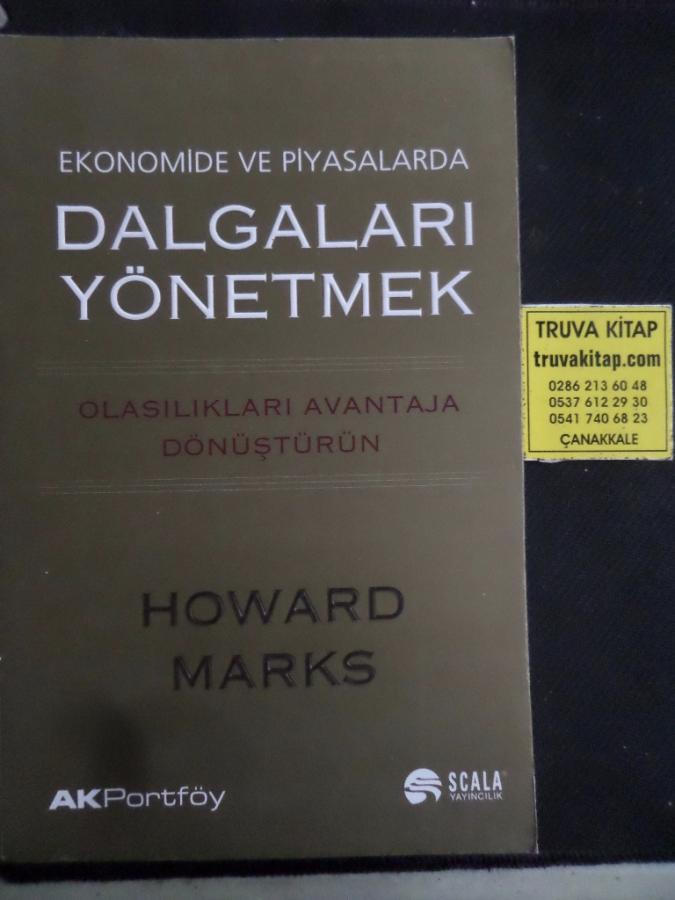 EKONOMİDE VE PİYASALARDA
DALGALARI
YÖNETMEK
OLASILIKLARI AVANTAJA
DÖNÜŞTÜRÜN
HOWARD
MARKS
AKPortföy
SCALA
YAYINCILIK
TRUVA KİTAP
truvakitap.com
0286 213 60 48
0537 612 29 30
0541 740 68 23
ÇANAKKALE